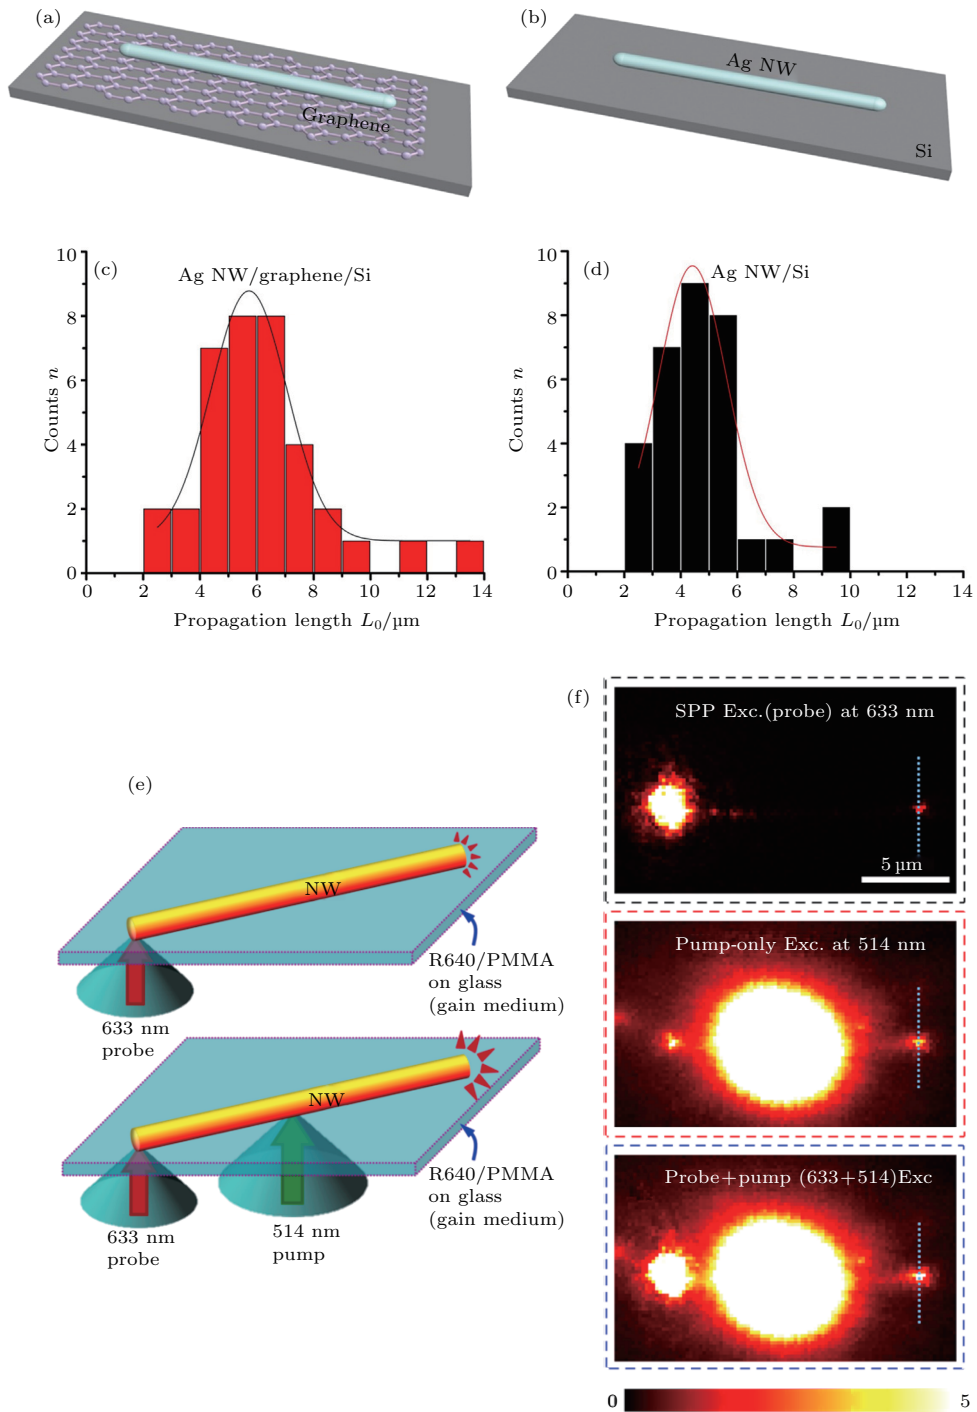 (a)
Graphene
(b)
Ag NW
Si
(c)
Ag NW/graphene/Si
10
8
6
4
2
0
Counts n
0 2 4 6 8 10 12 14
Propagation length L0/µm
(d)
Ag NW/Si
10
8
6
4
2
0
Counts n
0 2 4 6 8 10 12 14
Propagation length L0/µm
(e)
NW
R640/PMMA
on glass
(gain medium)
633 nm
probe
NW
R640/PMMA
on glass
(gain medium)
633 nm
probe
514 nm
pump
(f)
SPP Exc.(probe) at 633 nm
5 µm
Pump-only Exc. at 514 nm
Probe+pump (633+514)Exc
0 5